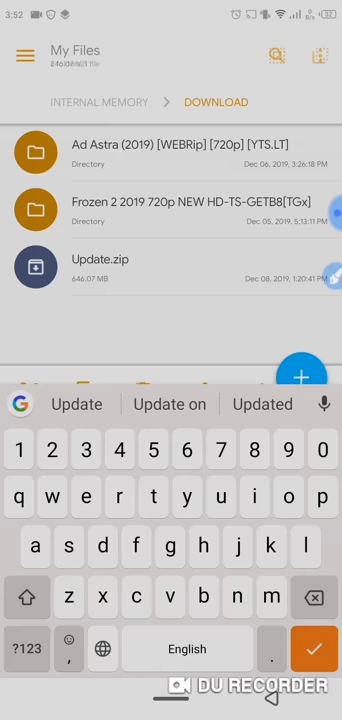 3:52
My Files
INTERNAL MEMORY
DOWNLOAD
Ad Astra (2019) [WEBRip] [720p] [YTS.LT]
Directory
Dec 06, 2019, 3:26:18 PM
Frozen 2 2019 720p NEW HD-TS-GETB8[TGx]
Directory
Dec 05, 2019, 5:13:11 PM
Update.zip
646.07 MB
Dec 08, 2019, 1:20:41 PM
Update
Update on
Updated
1 2 3 4 5 6 7 8 9 0
q w e r t y u i o p
a s d f g h j k l
z x c v b n m
?123
,
English
.
DU RECORDER